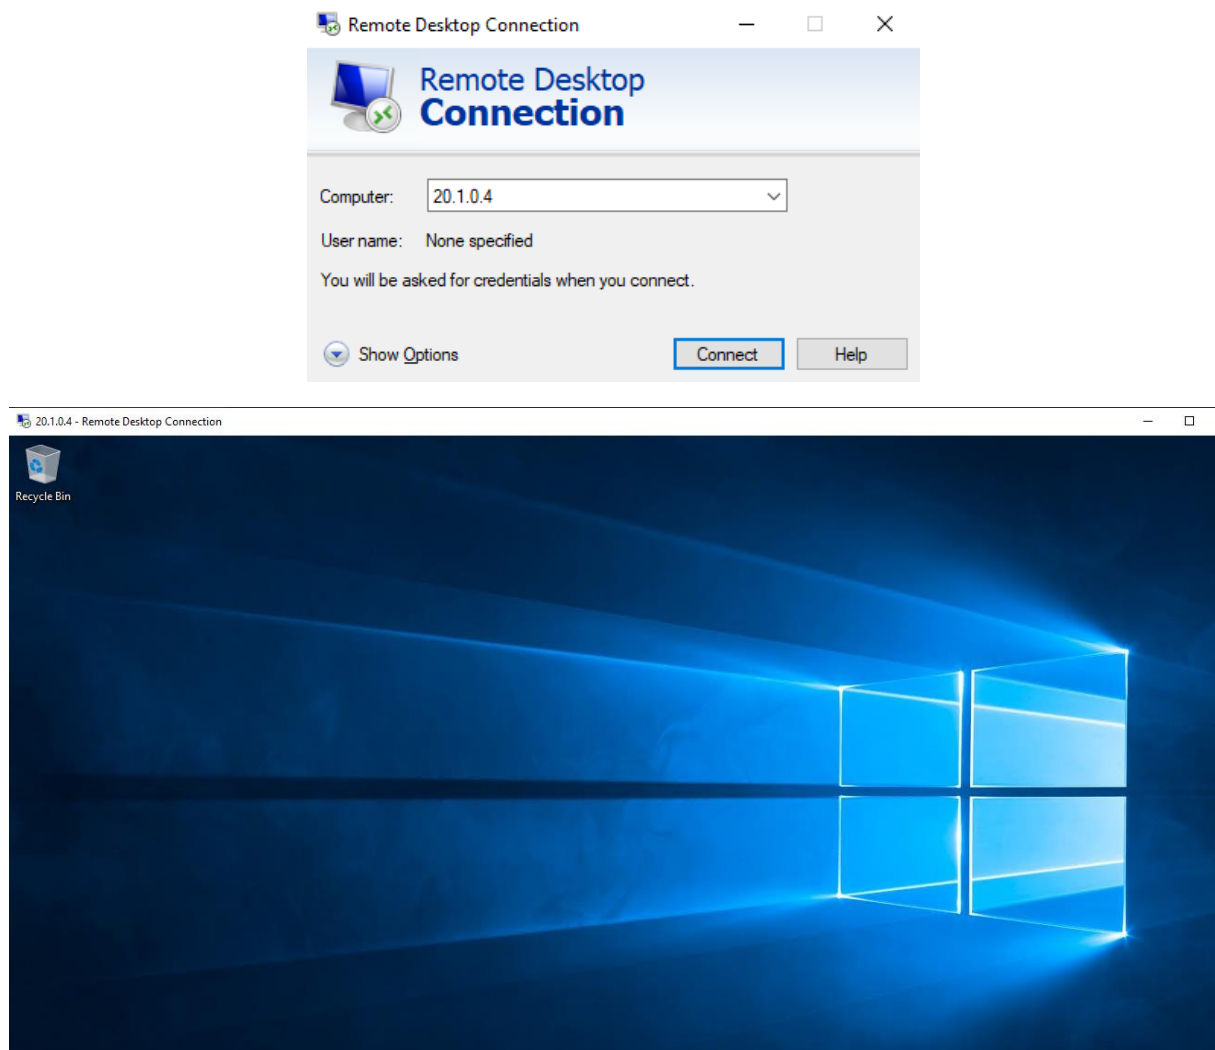 Remote Desktop Connection
Remote Desktop
Connection
Computer: 20.1.0.4
User name: None specified
You will be asked for credentials when you connect.
Show Options Connect Help
20.1.0.4 - Remote Desktop Connection
Recycle Bin